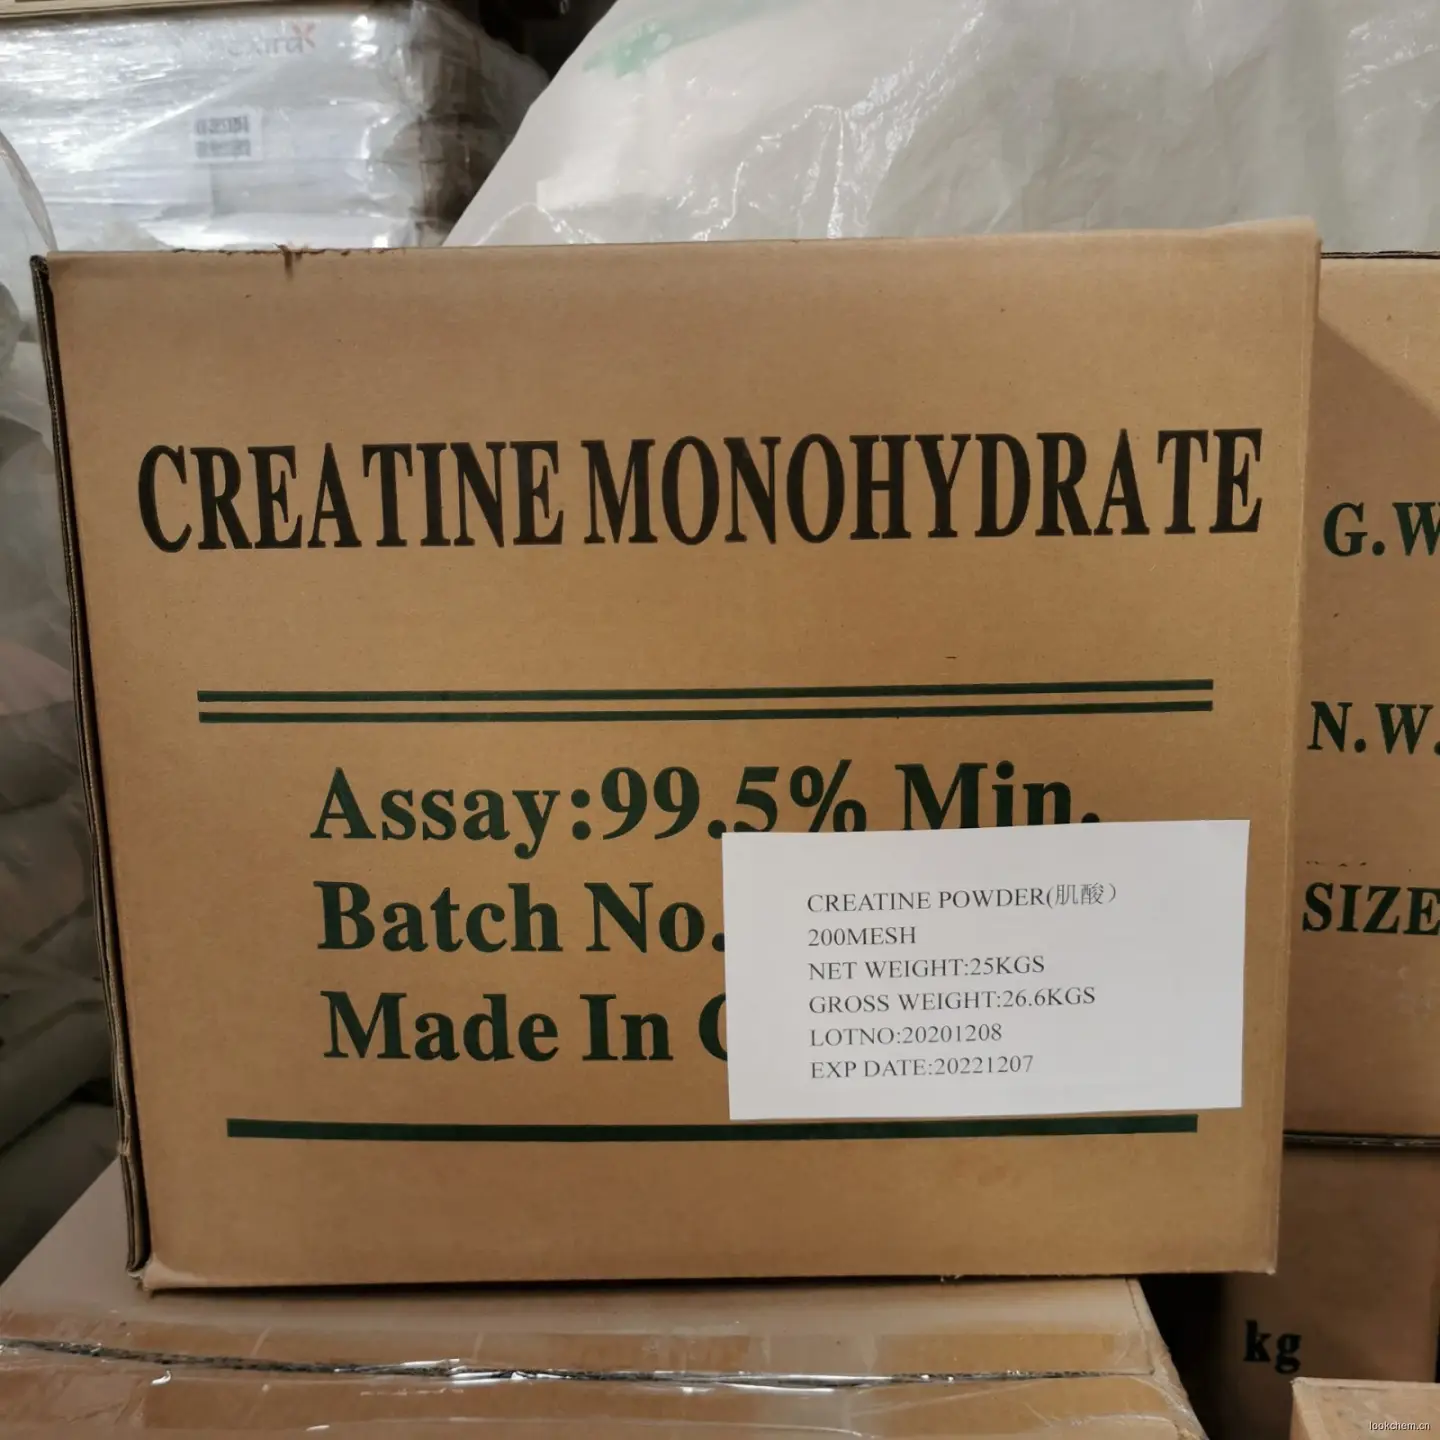 CREATINE MONOHYDRATE
Assay:99.5% Min.
Batch No.
Made In
CREATINE POWDER(肌酸）
200MESH
NET WEIGHT:25KGS
GROSS WEIGHT:26.6KGS
LOTNO:20201208
EXP DATE:20221207
G.W
N.W.
SIZE
kg
lookchem.cn